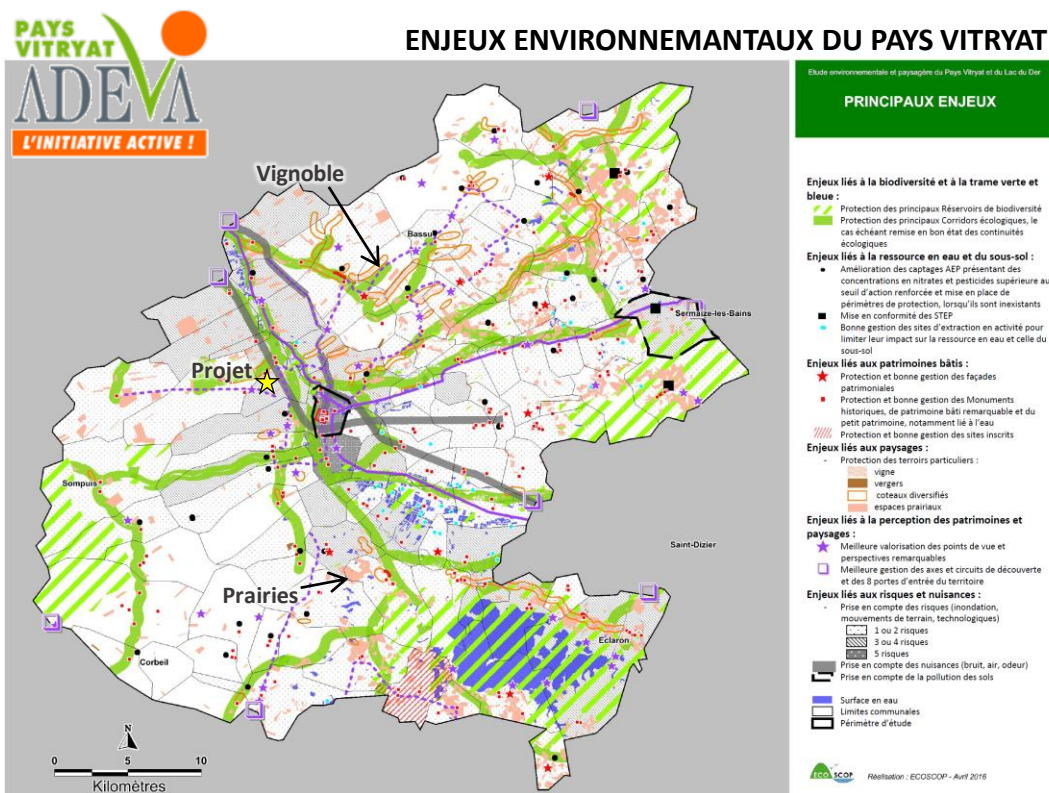 PAYS
VITRYAT
ADEVA
L'INITIATIVE ACTIVE !
ENJEUX ENVIRONNEMANTAUX DU PAYS VITRYAT
Vignoble
Bassu
Sermaize-les-Bains
Projet
Sompuis
Saint-Dizier
Prairies
Eclaron
Corbeil
N
0 5 10
Kilomètres
Etude environnementale et paysagère du Pays Vitryat et du Lac du Der
PRINCIPAUX ENJEUX
Enjeux liés à la biodiversité et à la trame verte et
bleue :
Protection des principaux Réservoirs de biodiversité
Protection des principaux Corridors écologiques, le
cas échéant remise en bon état des continuités
écologiques
Enjeux liés à la ressource en eau et du sous-sol :
Amélioration des captages AEP présentant des
concentrations en nitrates et pesticides supérieure au
seuil d'action renforcée et mise en place de
périmètres de protection, lorsqu'ils sont inexistants
Mise en conformité des STEP
Bonne gestion des sites d'extraction en activité pour
limiter leur impact sur la ressource en eau et celle du
sous-sol
Enjeux liés aux patrimoines bâtis :
Protection et bonne gestion des façades
patrimoniales
Protection et bonne gestion des Monuments
historiques, de patrimoine bâti remarquable et du
petit patrimoine, notamment lié à l'eau
Protection et bonne gestion des sites inscrits
Enjeux liés aux paysages :
- Protection des terroirs particuliers :
vigne
vergers
coteaux diversifiés
espaces prairiaux
Enjeux liés à la perception des patrimoines et
paysages :
Meilleure valorisation des points de vue et
perspectives remarquables
Meilleure gestion des axes et circuits de découverte
et des 8 portes d'entrée du territoire
Enjeux liés aux risques et nuisances :
- Prise en compte des risques (inondation,
mouvements de terrain, technologiques)
1 ou 2 risques
3 ou 4 risques
5 risques
Prise en compte des nuisances (bruit, air, odeur)
Prise en compte de la pollution des sols
Surface en eau
Limites communales
Périmètre d'étude
ECO SCOP
Réalisation : ECOSCOP - Avril 2016